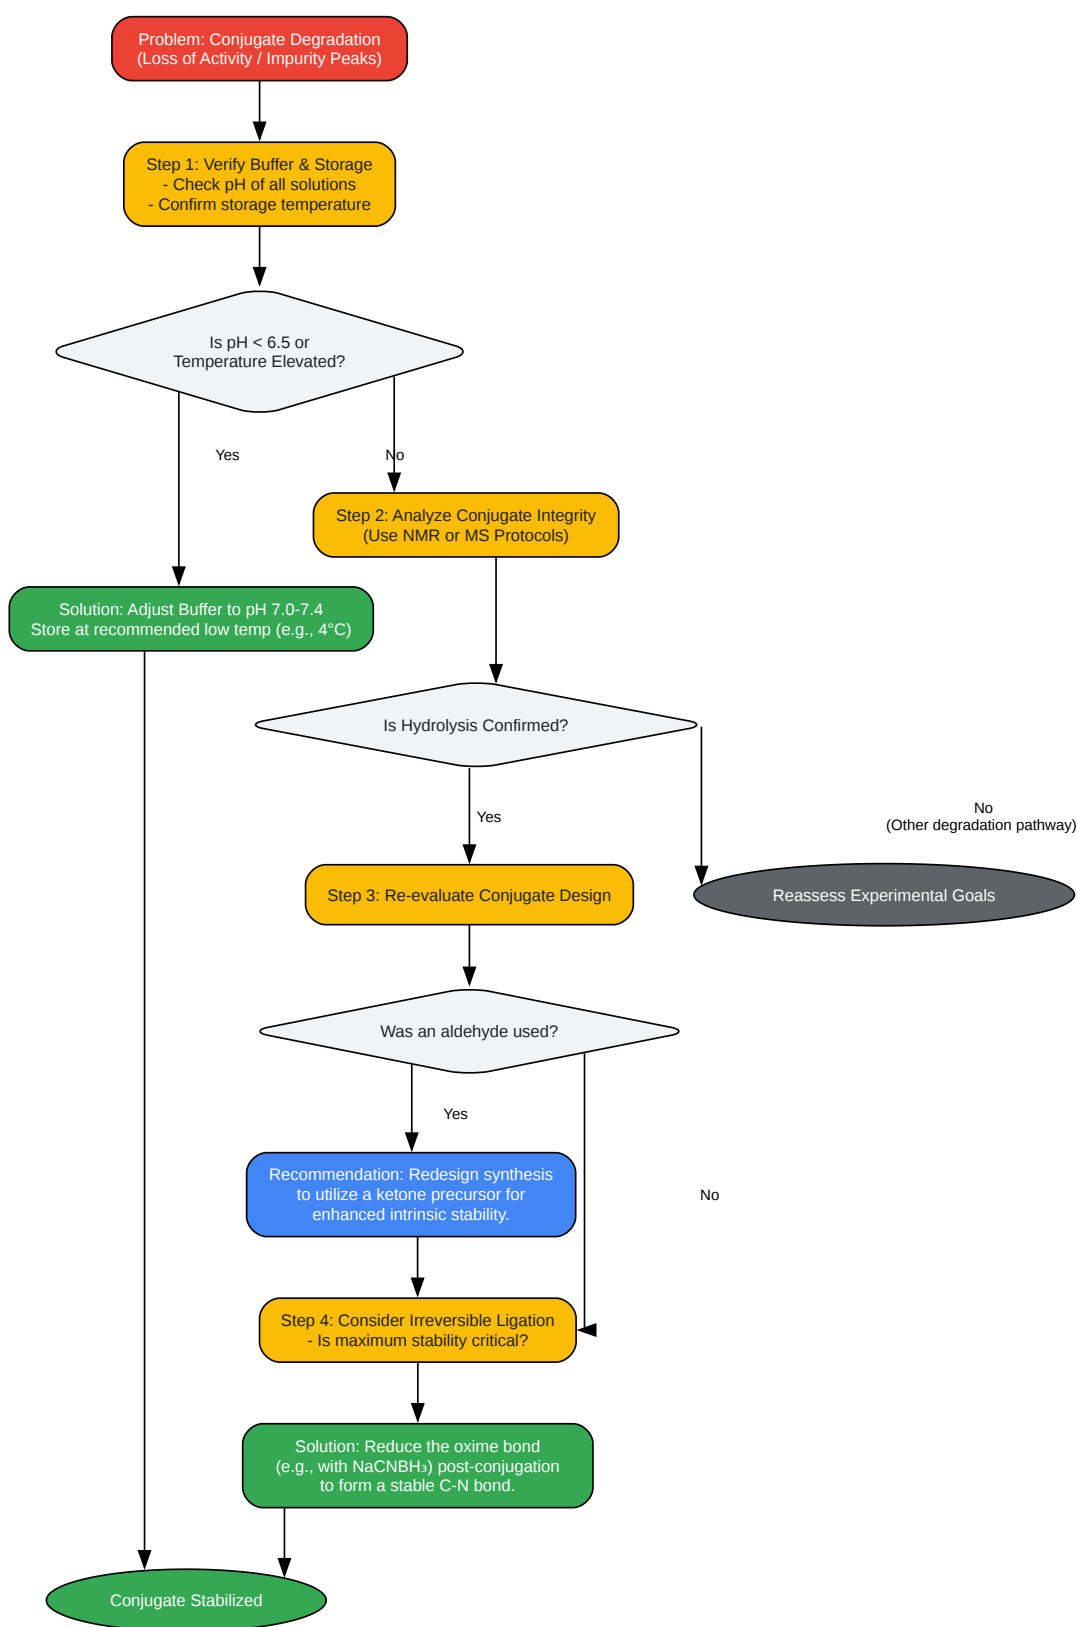 Problem: Conjugate Degradation
(Loss of Activity / Impurity Peaks)
Step 1: Verify Buffer & Storage
- Check pH of all solutions
- Confirm storage temperature
Is pH < 6.5 or
Temperature Elevated?
Yes
No
Step 2: Analyze Conjugate Integrity
(Use NMR or MS Protocols)
Solution: Adjust Buffer to pH 7.0-7.4
Store at recommended low temp (e.g., 4°C)
Is Hydrolysis Confirmed?
Yes
No
(Other degradation pathway)
Step 3: Re-evaluate Conjugate Design
Reassess Experimental Goals
Was an aldehyde used?
Yes
No
Recommendation: Redesign synthesis
to utilize a ketone precursor for
enhanced intrinsic stability.
Step 4: Consider Irreversible Ligation
- Is maximum stability critical?
Solution: Reduce the oxime bond
(e.g., with NaCNBH₃) post-conjugation
to form a stable C-N bond.
Conjugate Stabilized